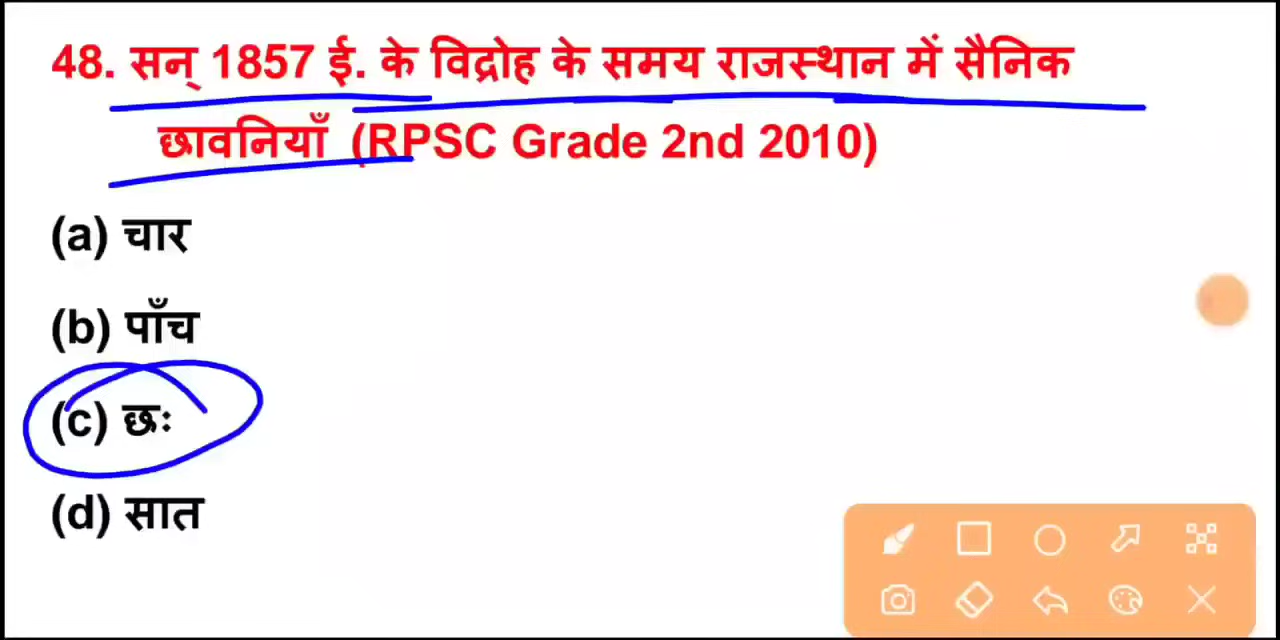 48. सन् 1857 ई. के विद्रोह के समय राजस्थान में सैनिक
छावनियाँ (RPSC Grade 2nd 2010)
(a) चार
(b) पाँच
(c) छः
(d) सात